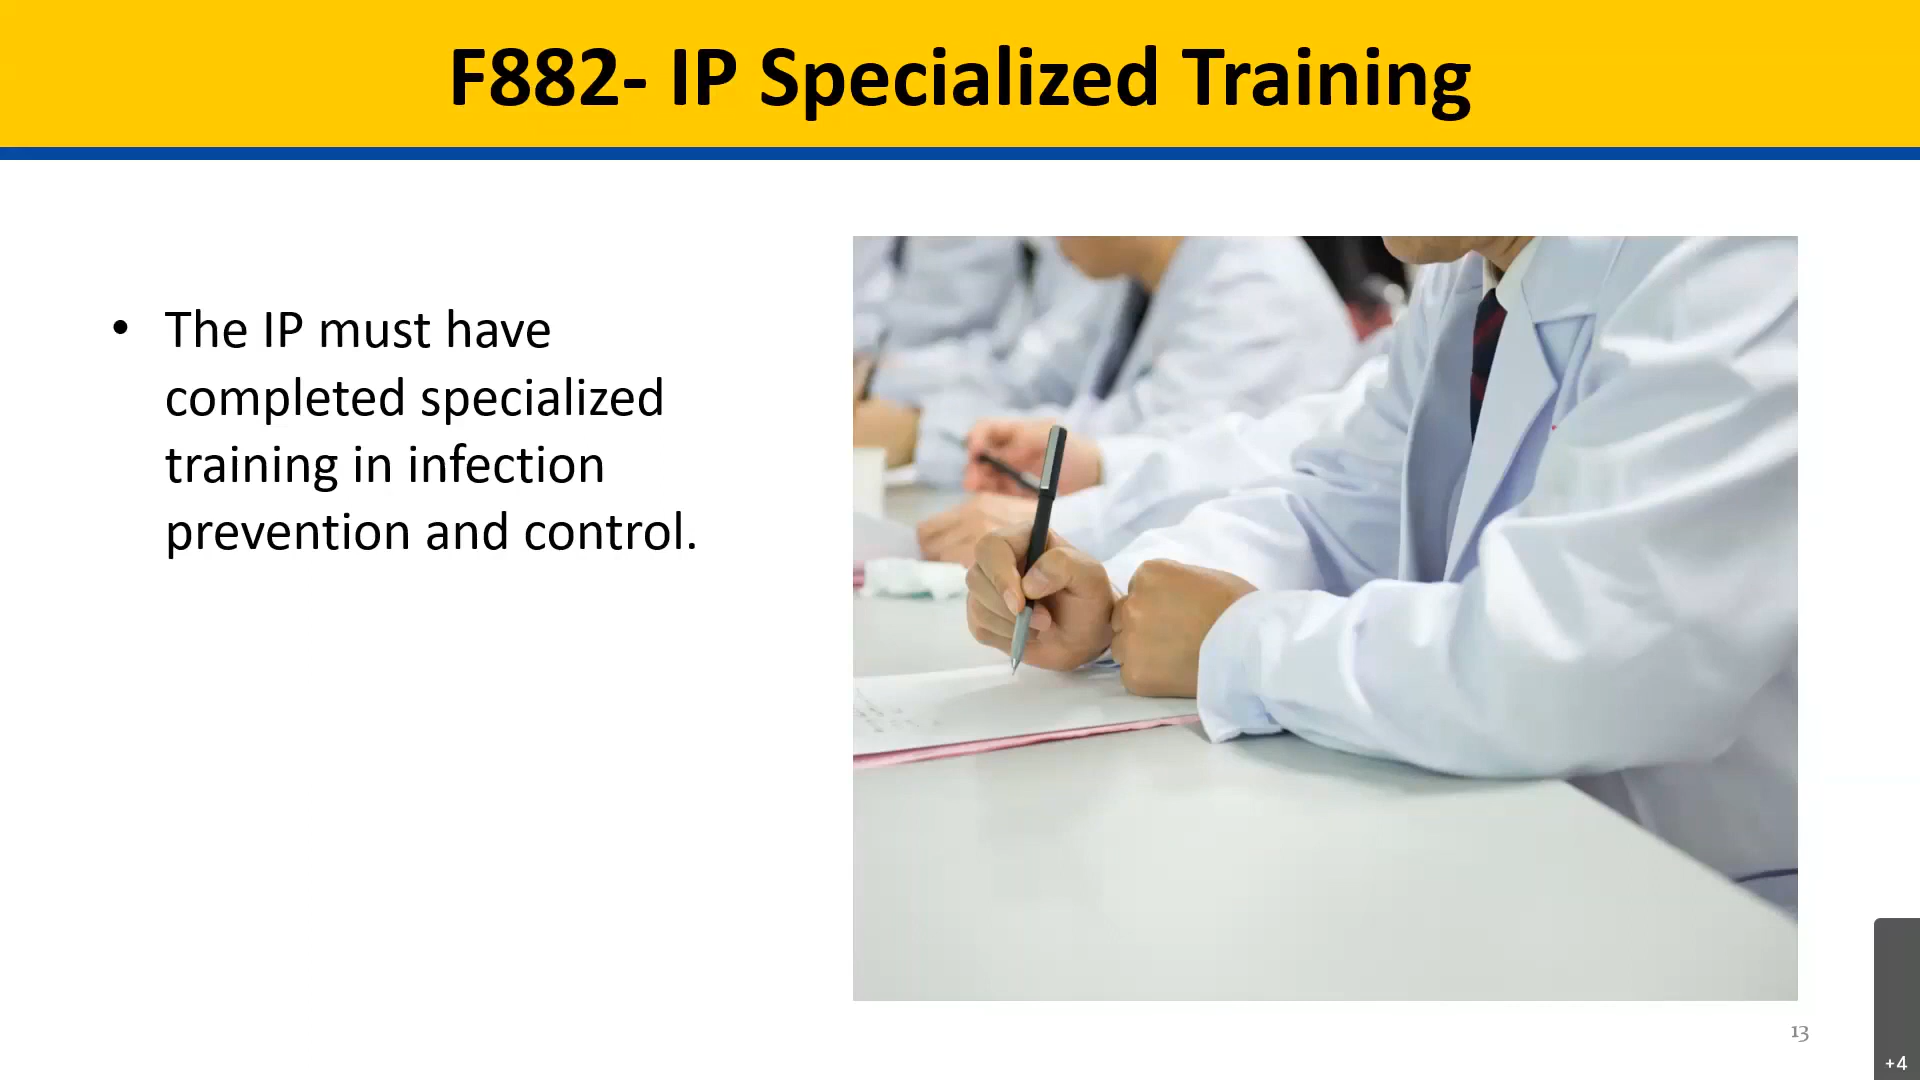 F882- IP Specialized Training
• The IP must have
completed specialized
training in infection
prevention and control.
13
+4